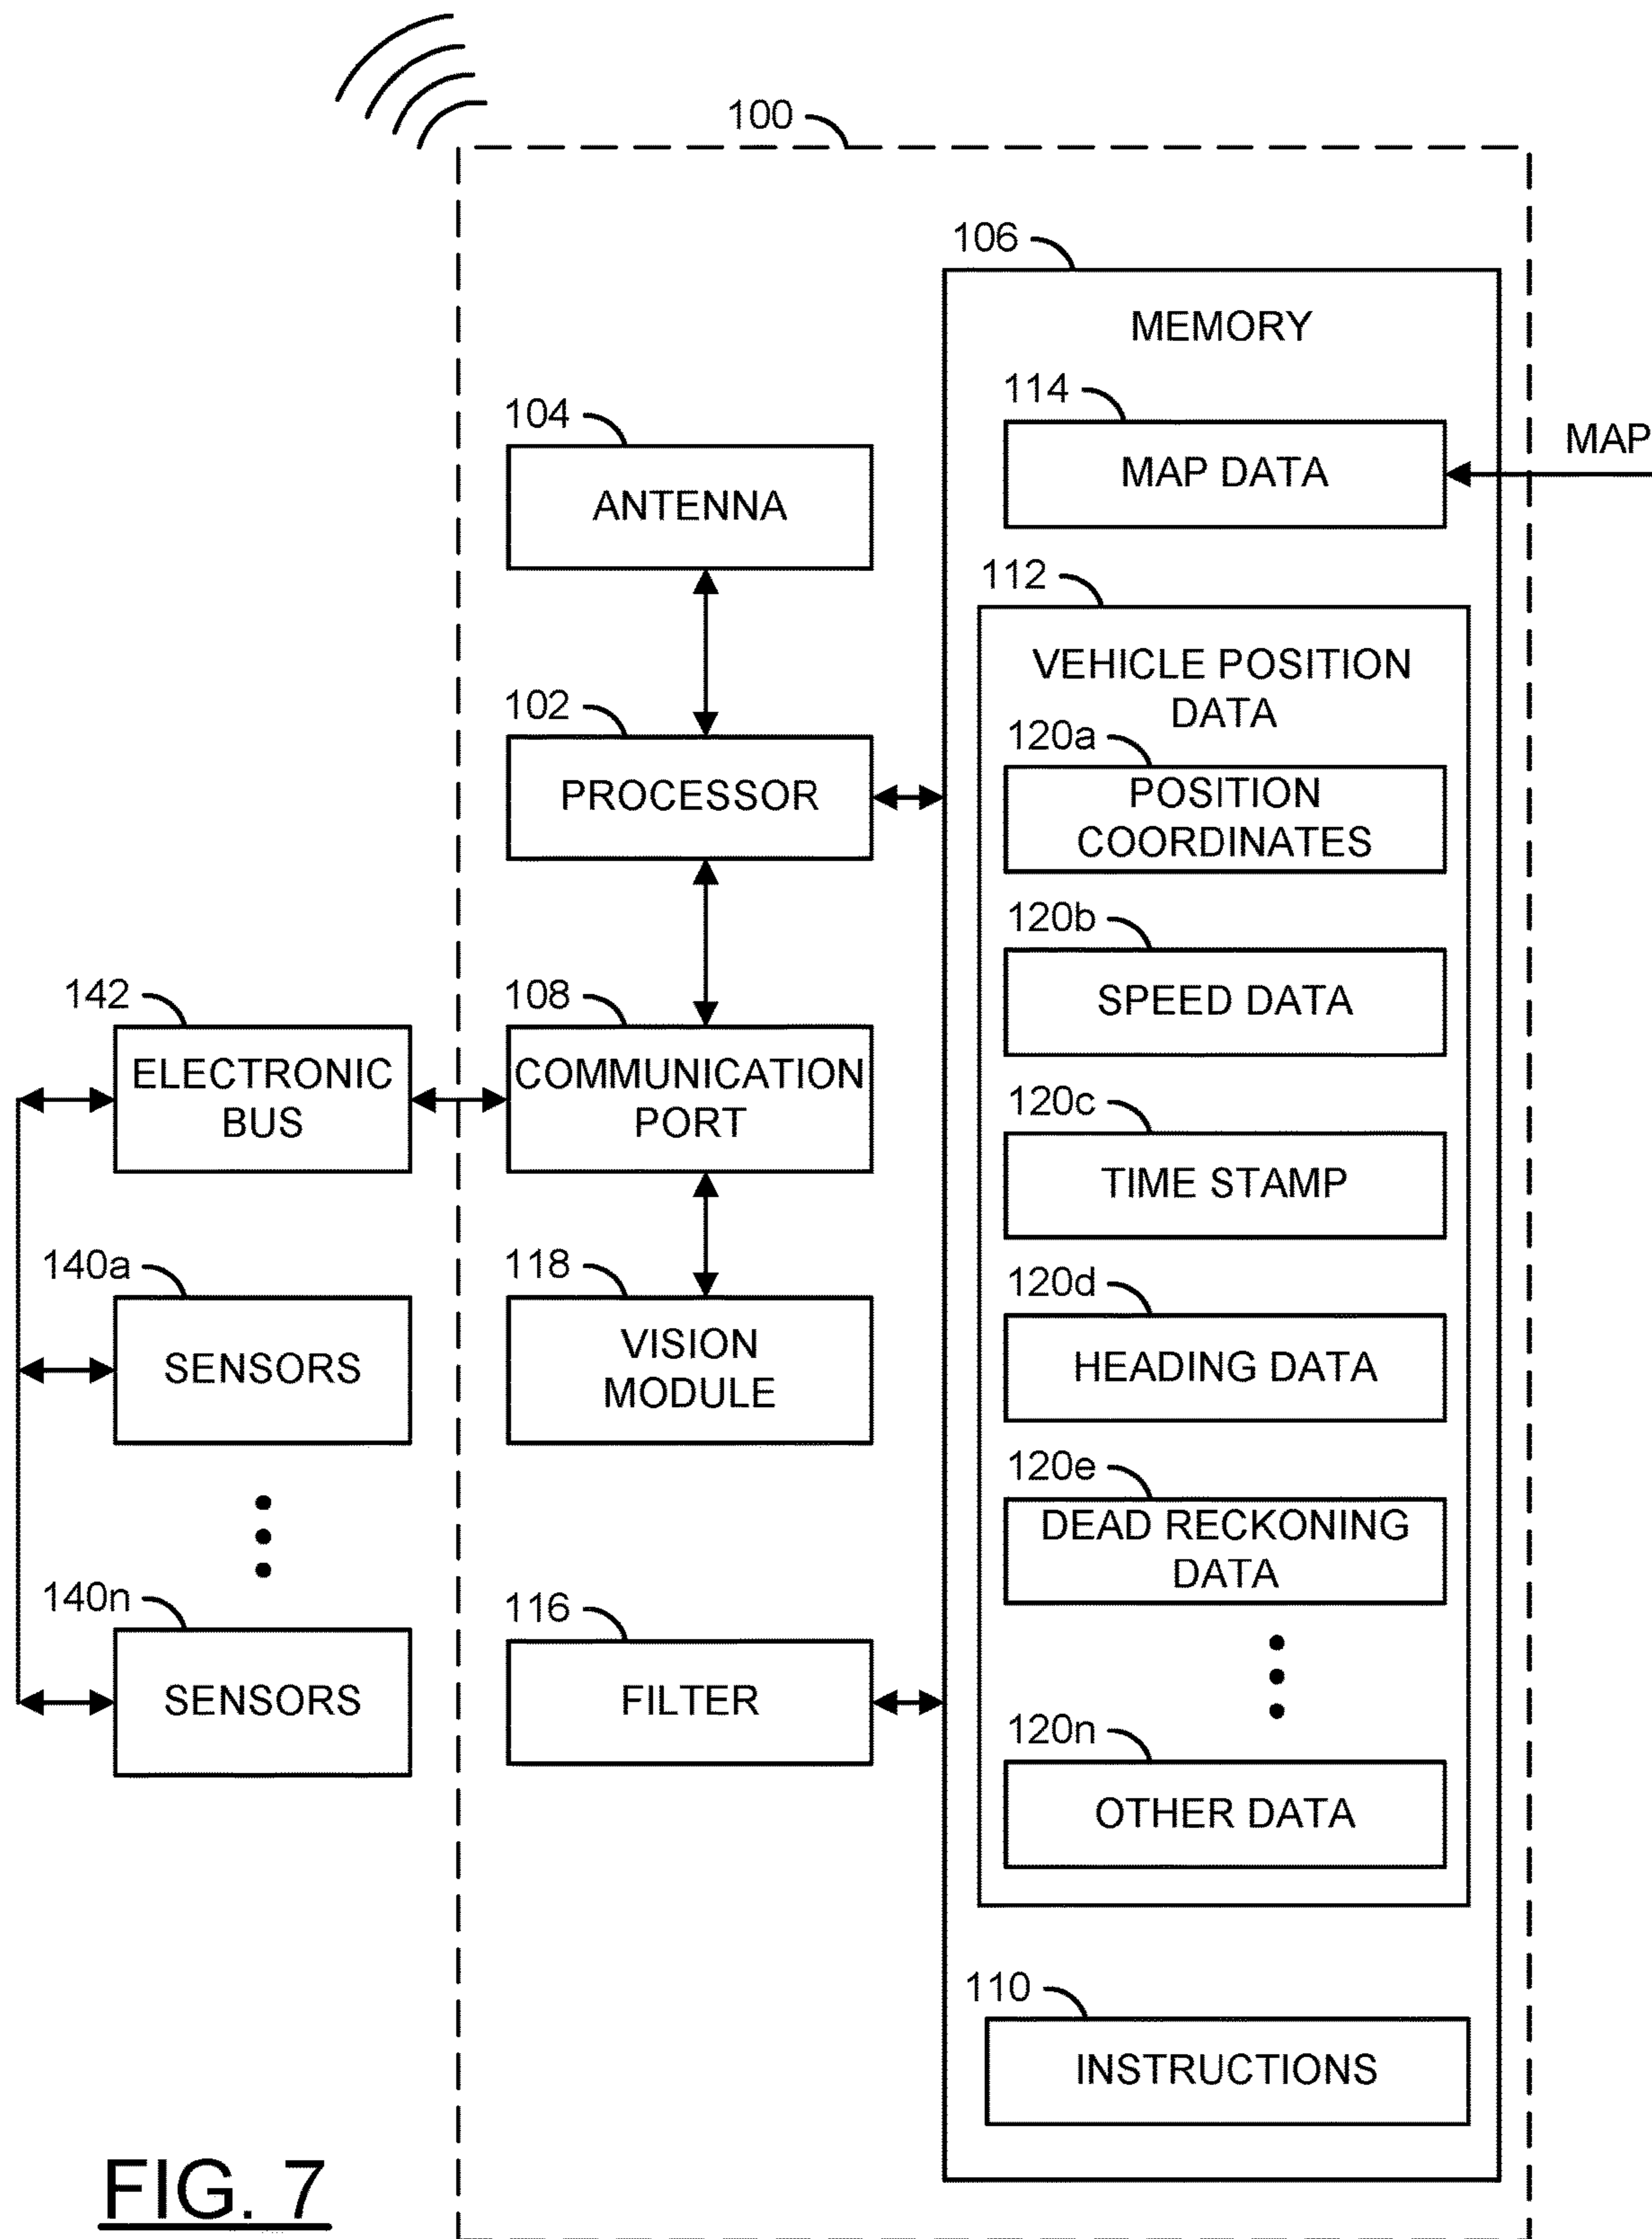 100
106
MEMORY
114
MAP DATA
MAP
104
ANTENNA
112
VEHICLE POSITION
DATA
102
PROCESSOR
120a
POSITION
COORDINATES
120b
SPEED DATA
142
ELECTRONIC
BUS
108
COMMUNICATION
PORT
120c
TIME STAMP
140a
SENSORS
118
VISION
MODULE
120d
HEADING DATA
120e
DEAD RECKONING
DATA
140n
SENSORS
116
FILTER
120n
OTHER DATA
110
INSTRUCTIONS
FIG. 7